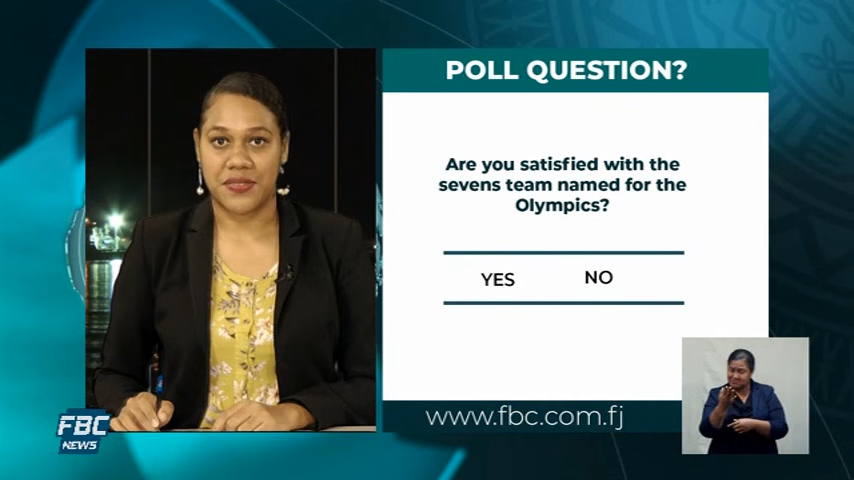 POLL QUESTION?
Are you satisfied with the
sevens team named for the
Olympics?
YES NO
www.fbc.com.fj
FBC
NEWS